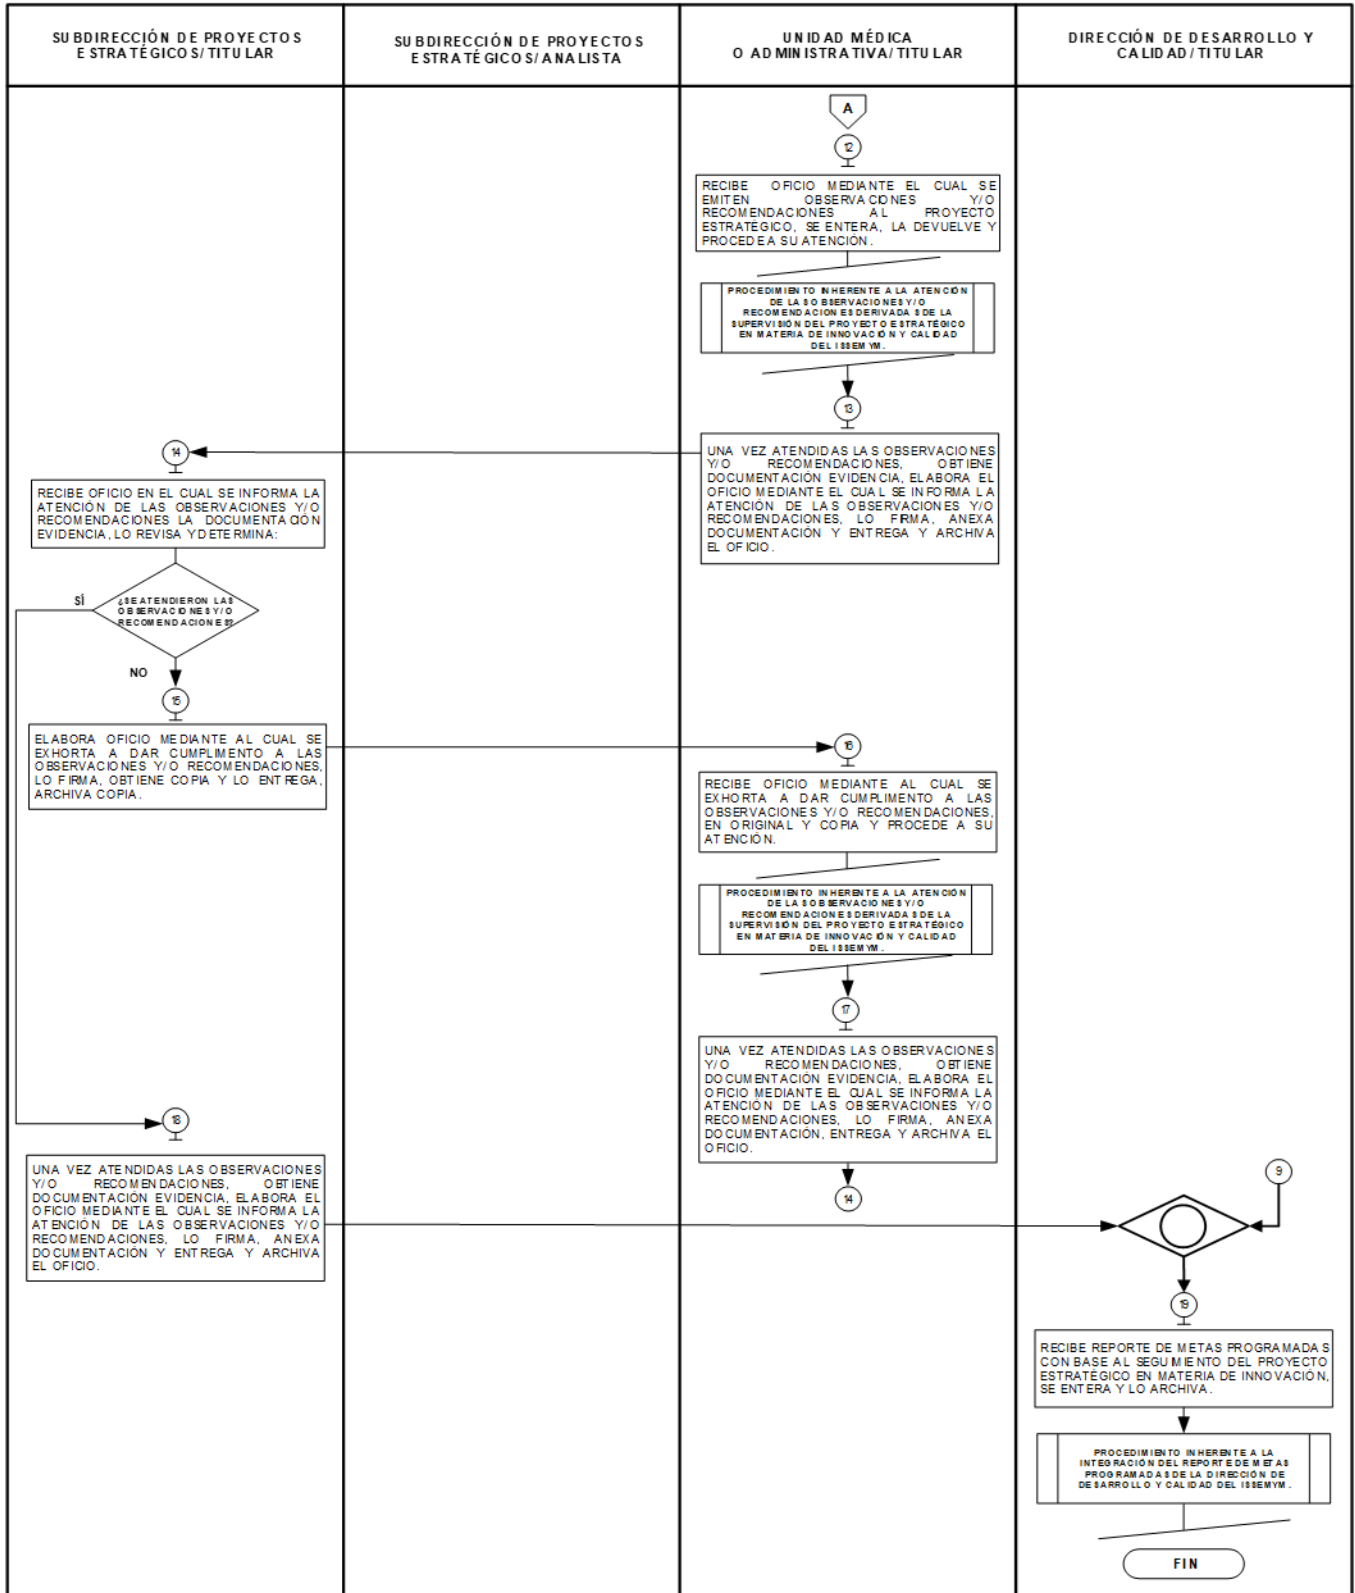 SUBDIRECCIÓN DE PROYECTOS
ESTRATÉGICOS/TITULAR
SUBDIRECCIÓN DE PROYECTOS
ESTRATÉGICOS/ANALISTA
UNIDAD MÉDICA
O ADMINISTRATIVA/TITULAR
DIRECCIÓN DE DESARROLLO Y
CALIDAD/TITULAR
A
12
RECIBE OFICIO MEDIANTE EL CUAL SE
EMITEN OBSERVACIONES Y/O
RECOMENDACIONES AL PROYECTO
ESTRATÉGICO, SE ENTERA, LA DEVUELVE Y
PROCEDE A SU ATENCIÓN.
PROCEDIMIENTO INHERENTE A LA ATENCIÓN
DE LAS OBSERVACIONES Y/O
RECOMENDACIONES DERIVADAS DE LA
SUPERVISIÓN DEL PROYECTO ESTRATÉGICO
EN MATERIA DE INNOVACIÓN Y CALIDAD
DEL ISSEMYM.
13
UNA VEZ ATENDIDAS LAS OBSERVACIONES
Y/O RECOMENDACIONES, OBTIENE
DOCUMENTACIÓN EVIDENCIA, ELABORA EL
OFICIO MEDIANTE EL CUAL SE INFORMA LA
ATENCIÓN DE LAS OBSERVACIONES Y/O
RECOMENDACIONES, LO FIRMA, ANEXA
DOCUMENTACIÓN Y ENTREGA Y ARCHIVA
EL OFICIO.
14
RECIBE OFICIO EN EL CUAL SE INFORMA LA
ATENCIÓN DE LAS OBSERVACIONES Y/O
RECOMENDACIONES LA DOCUMENTACIÓN
EVIDENCIA, LO REVISA Y DETERMINA:
¿SE ATENDIERON LAS
OBSERVACIONES Y/O
RECOMENDACIONES?
SÍ
NO
15
ELABORA OFICIO MEDIANTE AL CUAL SE
EXHORTA A DAR CUMPLIMENTO A LAS
OBSERVACIONES Y/O RECOMENDACIONES,
LO FIRMA, OBTIENE COPIA Y LO ENTREGA,
ARCHIVA COPIA.
16
RECIBE OFICIO MEDIANTE AL CUAL SE
EXHORTA A DAR CUMPLIMENTO A LAS
OBSERVACIONES Y/O RECOMENDACIONES,
EN ORIGINAL Y COPIA Y PROCEDE A SU
ATENCIÓN.
PROCEDIMIENTO INHERENTE A LA ATENCIÓN
DE LAS OBSERVACIONES Y/O
RECOMENDACIONES DERIVADAS DE LA
SUPERVISIÓN DEL PROYECTO ESTRATÉGICO
EN MATERIA DE INNOVACIÓN Y CALIDAD
DEL ISSEMYM.
17
UNA VEZ ATENDIDAS LAS OBSERVACIONES
Y/O RECOMENDACIONES, OBTIENE
DOCUMENTACIÓN EVIDENCIA, ELABORA EL
OFICIO MEDIANTE EL CUAL SE INFORMA LA
ATENCIÓN DE LAS OBSERVACIONES Y/O
RECOMENDACIONES, LO FIRMA, ANEXA
DOCUMENTACIÓN, ENTREGA Y ARCHIVA EL
OFICIO.
14
18
UNA VEZ ATENDIDAS LAS OBSERVACIONES
Y/O RECOMENDACIONES, OBTIENE
DOCUMENTACIÓN EVIDENCIA, ELABORA EL
OFICIO MEDIANTE EL CUAL SE INFORMA LA
ATENCIÓN DE LAS OBSERVACIONES Y/O
RECOMENDACIONES, LO FIRMA, ANEXA
DOCUMENTACIÓN Y ENTREGA Y ARCHIVA
EL OFICIO.
9
19
RECIBE REPORTE DE METAS PROGRAMADAS
CON BASE AL SEGUIMIENTO DEL PROYECTO
ESTRATÉGICO EN MATERIA DE INNOVACIÓN,
SE ENTERA Y LO ARCHIVA.
PROCEDIMIENTO INHERENTE A LA
INTEGRACIÓN DEL REPORTE DE METAS
PROGRAMADAS DE LA DIRECCIÓN DE
DESARROLLO Y CALIDAD DEL ISSEMYM.
FIN